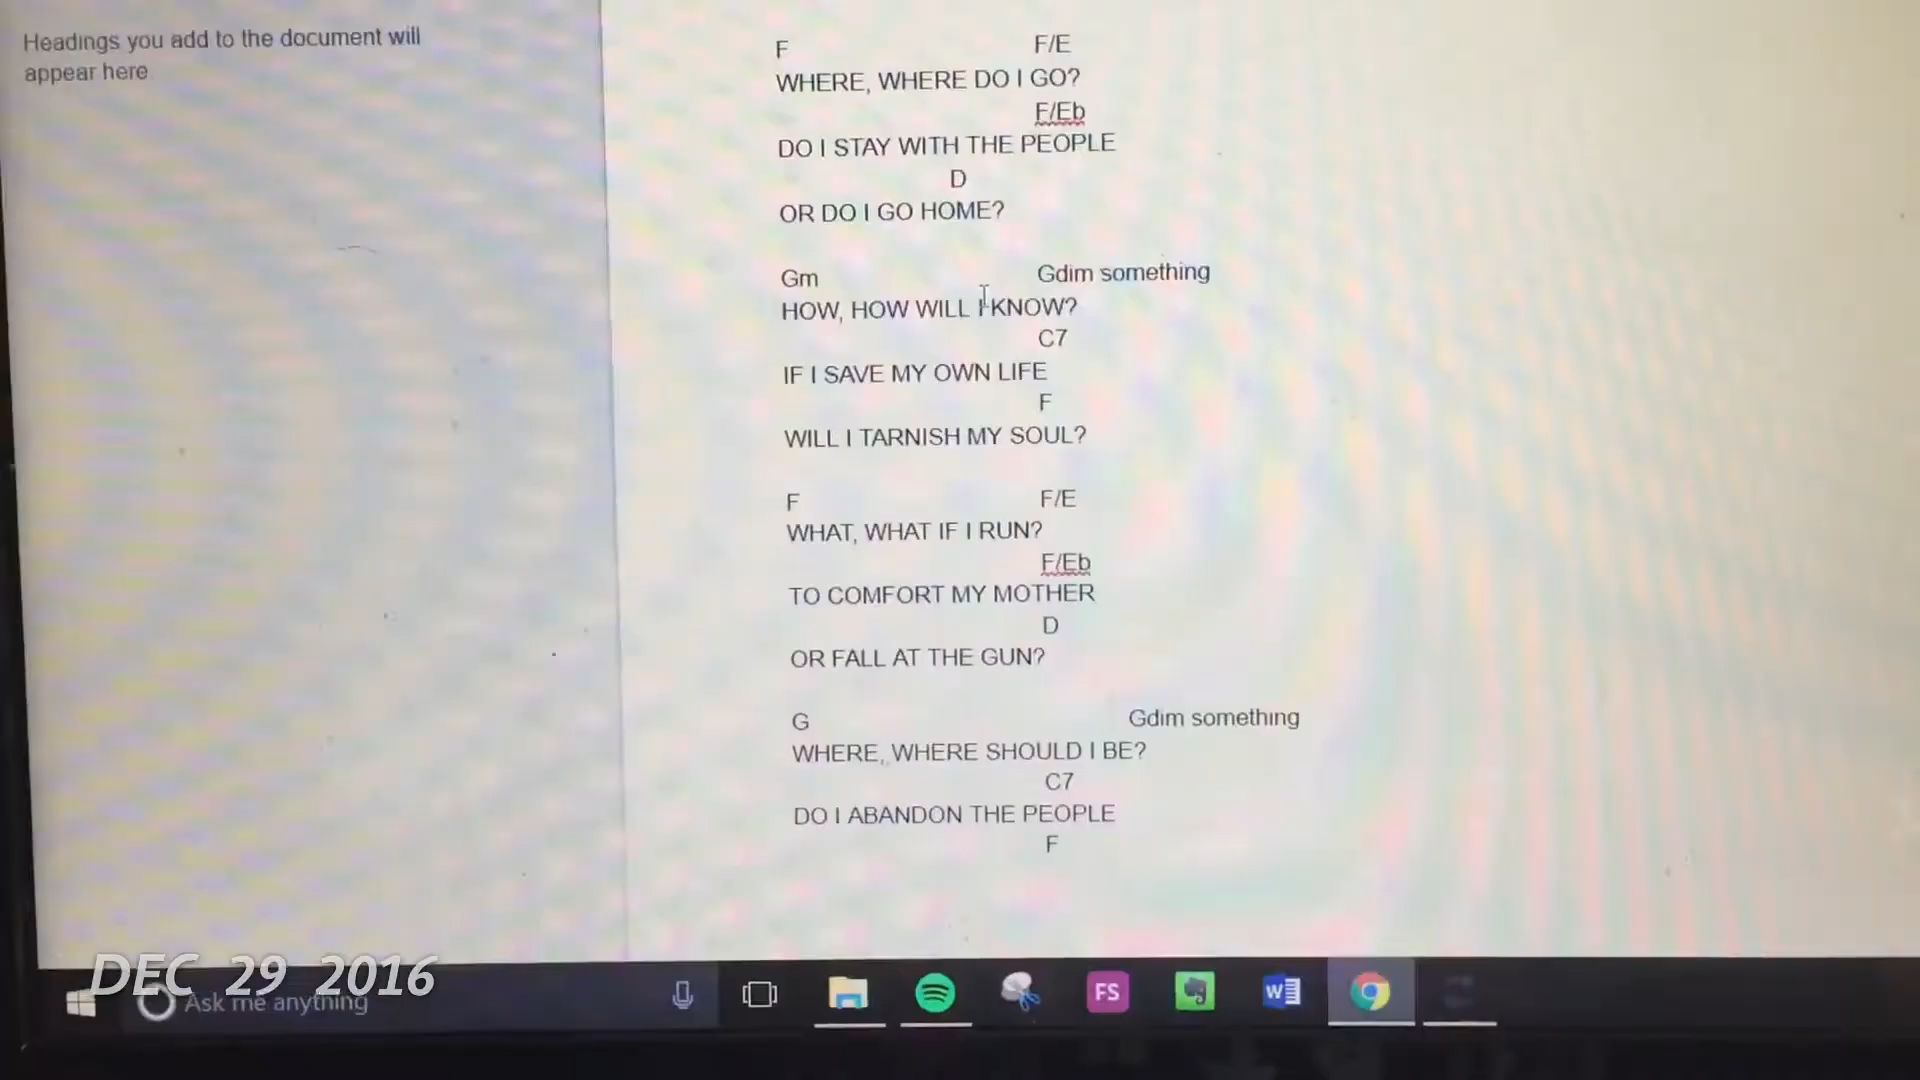 Headings you add to the document will
appear here
F F/E
WHERE, WHERE DO I GO?
F/Eb
DO I STAY WITH THE PEOPLE
D
OR DO I GO HOME?
Gm Gdim something
HOW, HOW WILL I KNOW?
C7
IF I SAVE MY OWN LIFE
F
WILL I TARNISH MY SOUL?
F F/E
WHAT, WHAT IF I RUN?
F/Eb
TO COMFORT MY MOTHER
D
OR FALL AT THE GUN?
G Gdim something
WHERE, WHERE SHOULD I BE?
C7
DO I ABANDON THE PEOPLE
F
DEC 29 2016
Ask me anything
FS
W